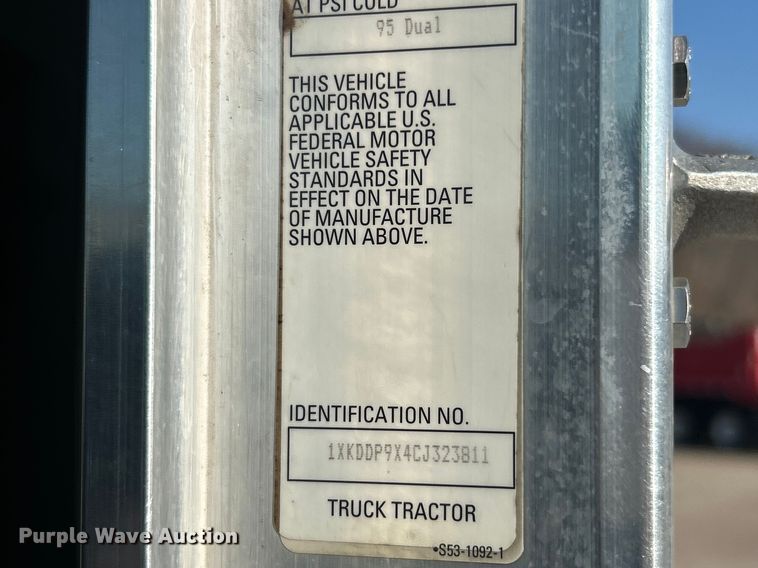 AT PSI COLD
95 Dual
THIS VEHICLE
CONFORMS TO ALL
APPLICABLE U.S.
FEDERAL MOTOR
VEHICLE SAFETY
STANDARDS IN
EFFECT ON THE DATE
OF MANUFACTURE
SHOWN ABOVE.
IDENTIFICATION NO.
1XKDDP9X4CJ323811
TRUCK TRACTOR
•S53-1092-1
Purple Wave Auction®